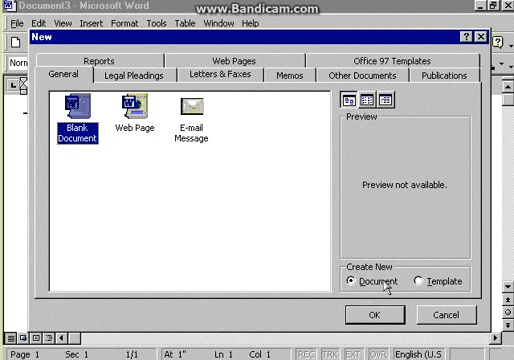 Document3 - Microsoft Word
www.Bandicam.com
File Edit View Insert Format Tools Table Window Help
New
Norm
Reports Web Pages Office 97 Templates
General Legal Pleadings Letters & Faxes Memos Other Documents Publications
Blank Document
Web Page
E-mail Message
Preview
Preview not available.
Create New
Document Template
OK Cancel
Page 1 Sec 1 1/1 At 1" Ln 1 Col 1 REC TRK EXT OVR English (U.S